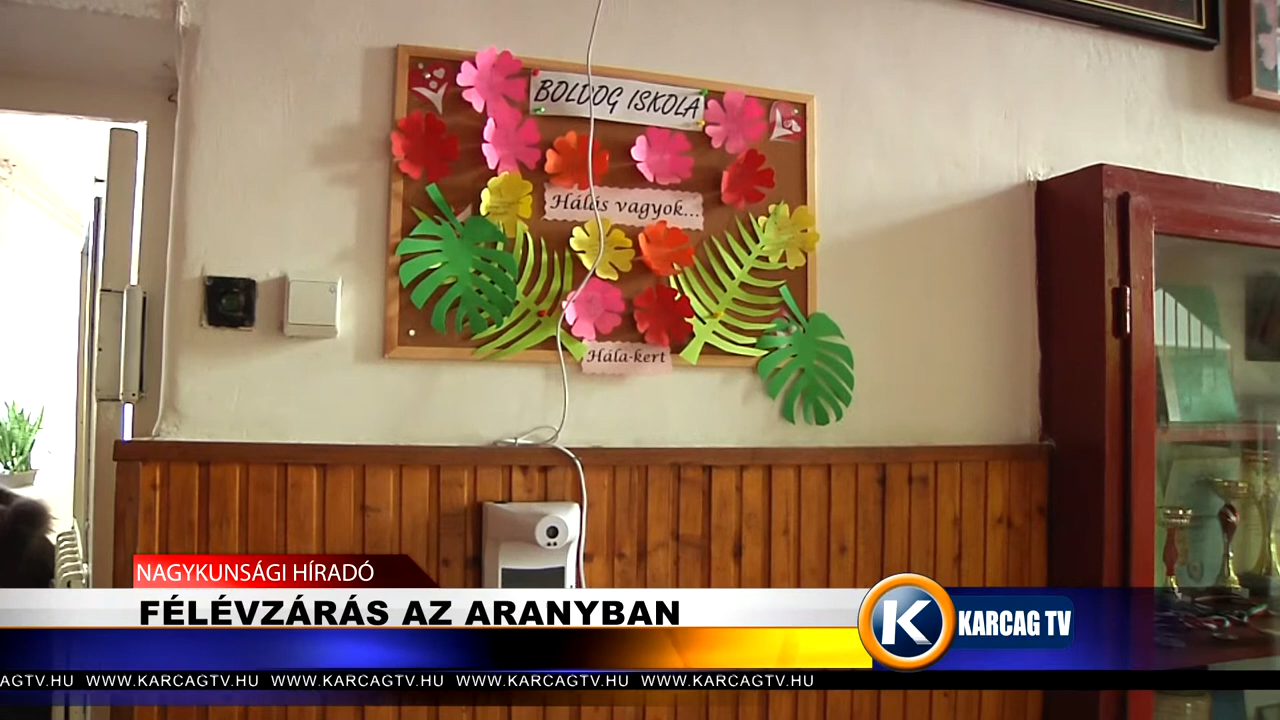 BOLDOG ISKOLA
Hálás vagyok...
Hála-kert
NAGYKUNSÁGI HÍRADÓ
FÉLÉVZÁRÁS AZ ARANYBAN
K KARCAG TV
AGTV.HU WWW.KARCAGTV.HU WWW.KARCAGTV.HU WWW.KARCAGTV.HU WWW.KARCAGTV.HU